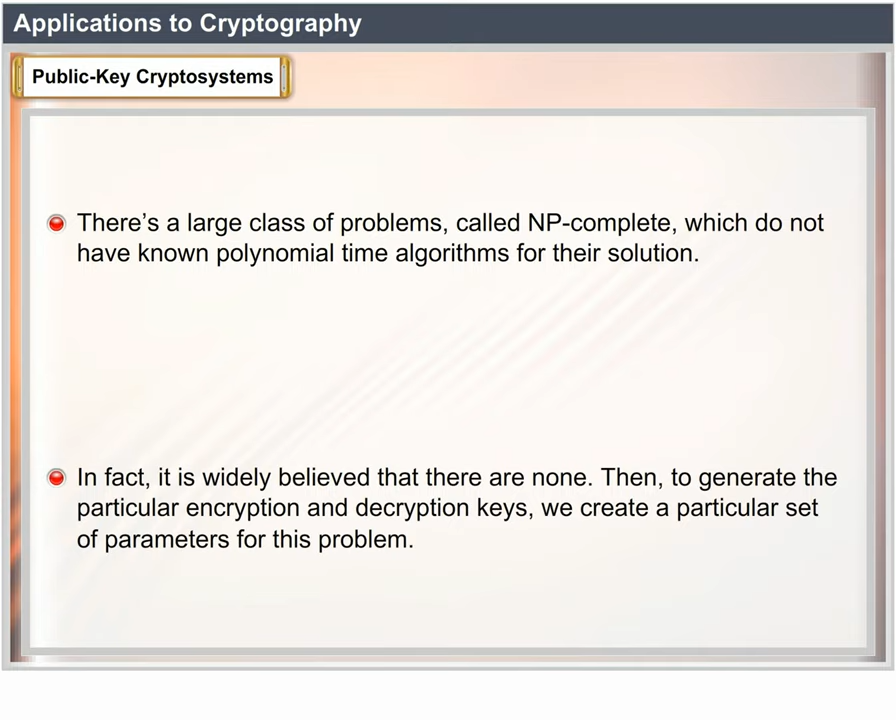 Applications to Cryptography
Public-Key Cryptosystems
There’s a large class of problems, called NP-complete, which do not
have known polynomial time algorithms for their solution.
In fact, it is widely believed that there are none. Then, to generate the
particular encryption and decryption keys, we create a particular set
of parameters for this problem.